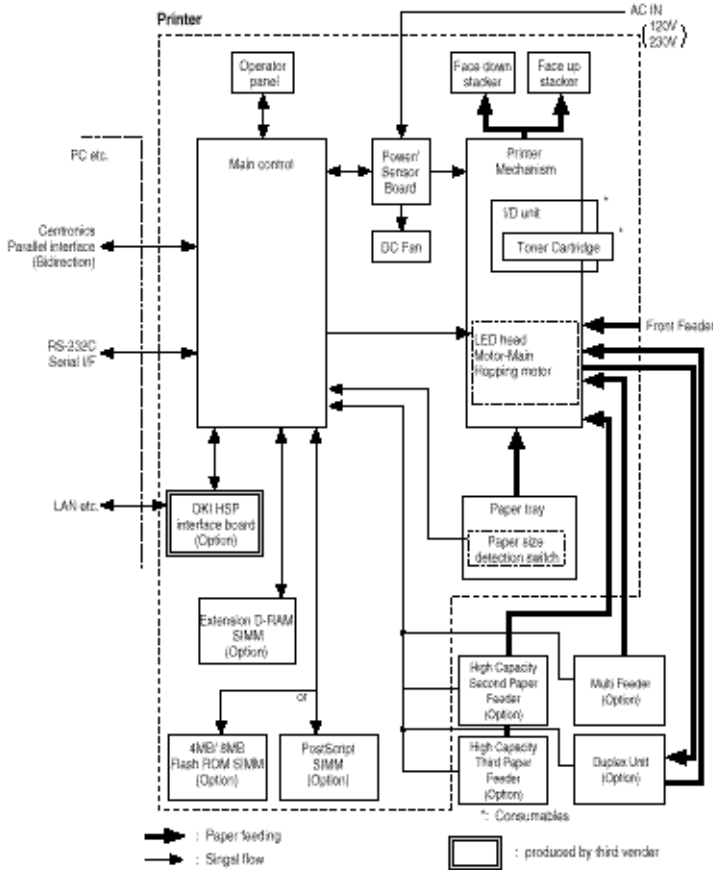 AC IN
120V
230V
Printer
Operator
panel
Face down
stacker
Face up
stacker
PC etc.
Main control
Power/
Sensor
Board
Printer
Mechanism
I/D unit
*
Toner Cartridge
*
DC Fan
Centronics
Parallel interface
(Bidirection)
Front Feeder
RS-232C
Serial I/F
LED head
Motor-Main
Hopping motor
LAN etc.
OKI HSP
interface board
(Option)
Paper tray
Paper size
detection switch
Extension D-RAM
SIMM
(Option)
or
High Capacity
Second Paper
Feeder
(Option)
Multi Feeder
(Option)
4MB/ 8MB
Flash ROM SIMM
(Option)
PostScript
SIMM
(Option)
High Capacity
Third Paper
Feeder
(Option)
Duplex Unit
(Option)
*: Consumables
: Paper feeding
: Singsl flow
: produced by third vender